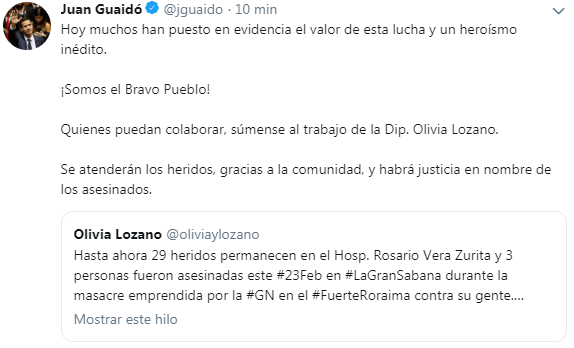 Juan Guaidó @jguaido · 10 min
Hoy muchos han puesto en evidencia el valor de esta lucha y un heroísmo
inédito.
¡Somos el Bravo Pueblo!
Quienes puedan colaborar, súmense al trabajo de la Dip. Olivia Lozano.
Se atenderán los heridos, gracias a la comunidad, y habrá justicia en nombre de
los asesinados.
Olivia Lozano @oliviaylozano
Hasta ahora 29 heridos permanecen en el Hosp. Rosario Vera Zurita y 3
personas fueron asesinadas este #23Feb en #LaGranSabana durante la
masacre emprendida por la #GN en el #FuerteRoraima contra su gente....
Mostrar este hilo